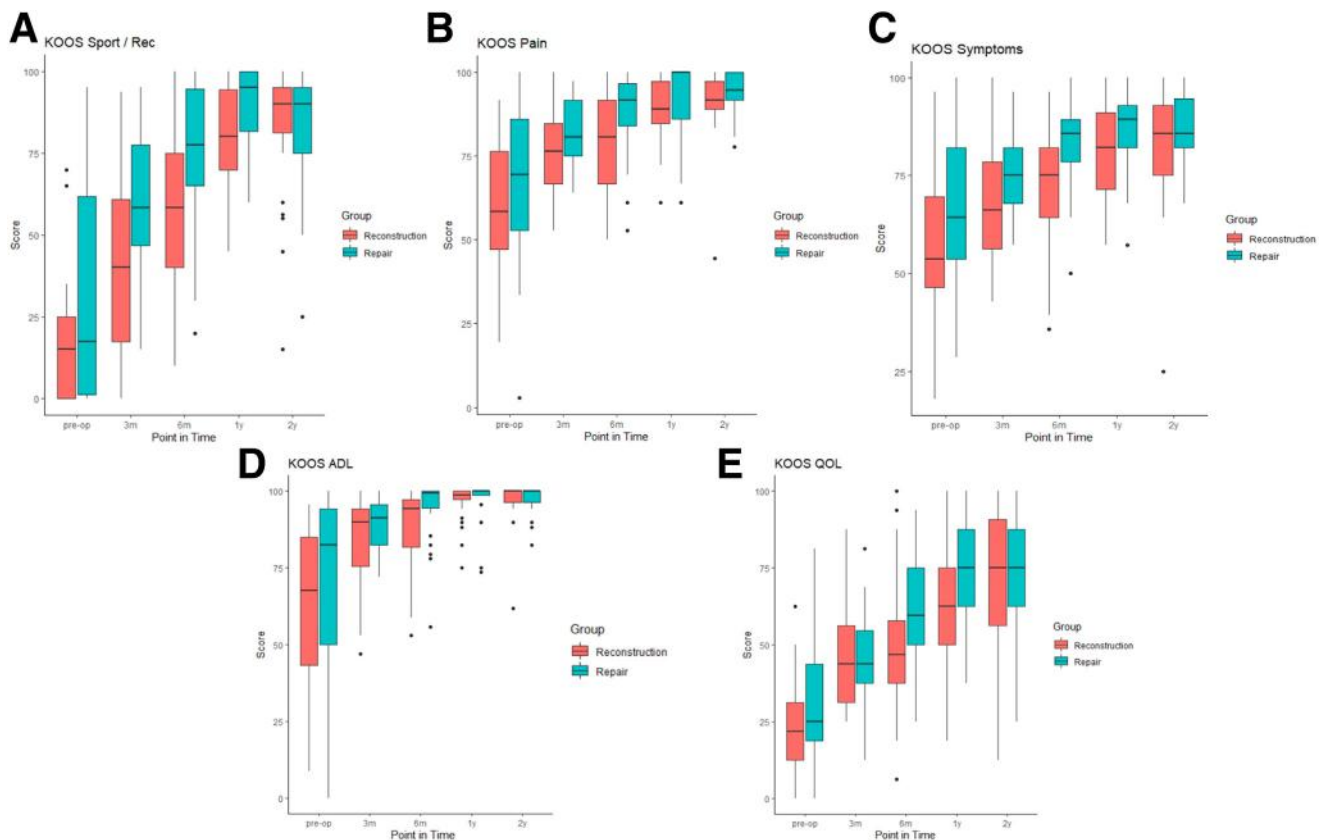 A
KOOS Sport / Rec
100
75
50
25
0
Score
pre-op 3m 6m 1y 2y
Point in Time
Group
Reconstruction
Repair
B
KOOS Pain
100
75
50
25
0
Score
pre-op 3m 6m 1y 2y
Point in Time
Group
Reconstruction
Repair
C
KOOS Symptoms
100
75
50
25
Score
pre-op 3m 6m 1y 2y
Point in Time
Group
Reconstruction
Repair
D
KOOS ADL
100
75
50
25
0
Score
pre-op 3m 6m 1y 2y
Point in Time
Group
Reconstruction
Repair
E
KOOS QOL
100
75
50
25
0
Score
pre-op 3m 6m 1y 2y
Point in Time
Group
Reconstruction
Repair